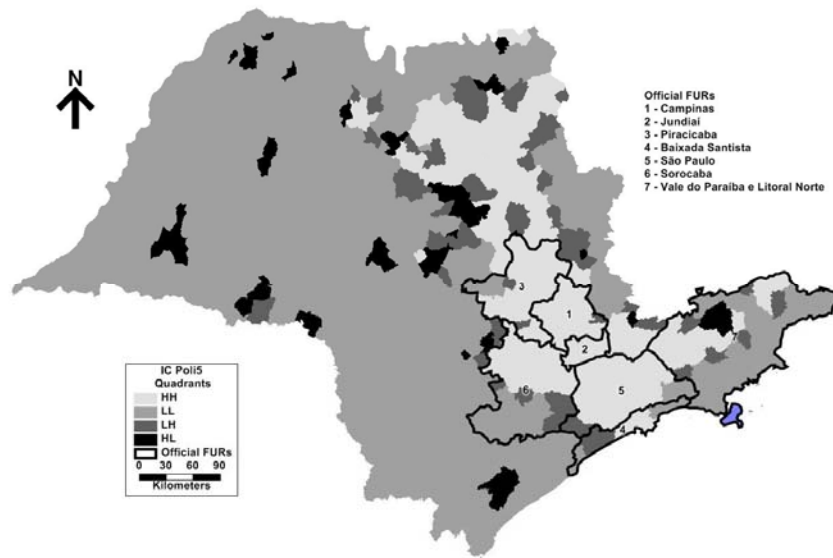 N
Official FURs
1 - Campinas
2 - Jundiai
3 - Piracicaba
4 - Baixada Santista
5 - São Paulo
6 - Sorocaba
7 - Vale do Paraíba e Litoral Norte
3
1
2
7
5
6
4
IC Poli5
Quadrants
HH
LL
LH
HL
Official FURs
0 30 60 90
Kilometers